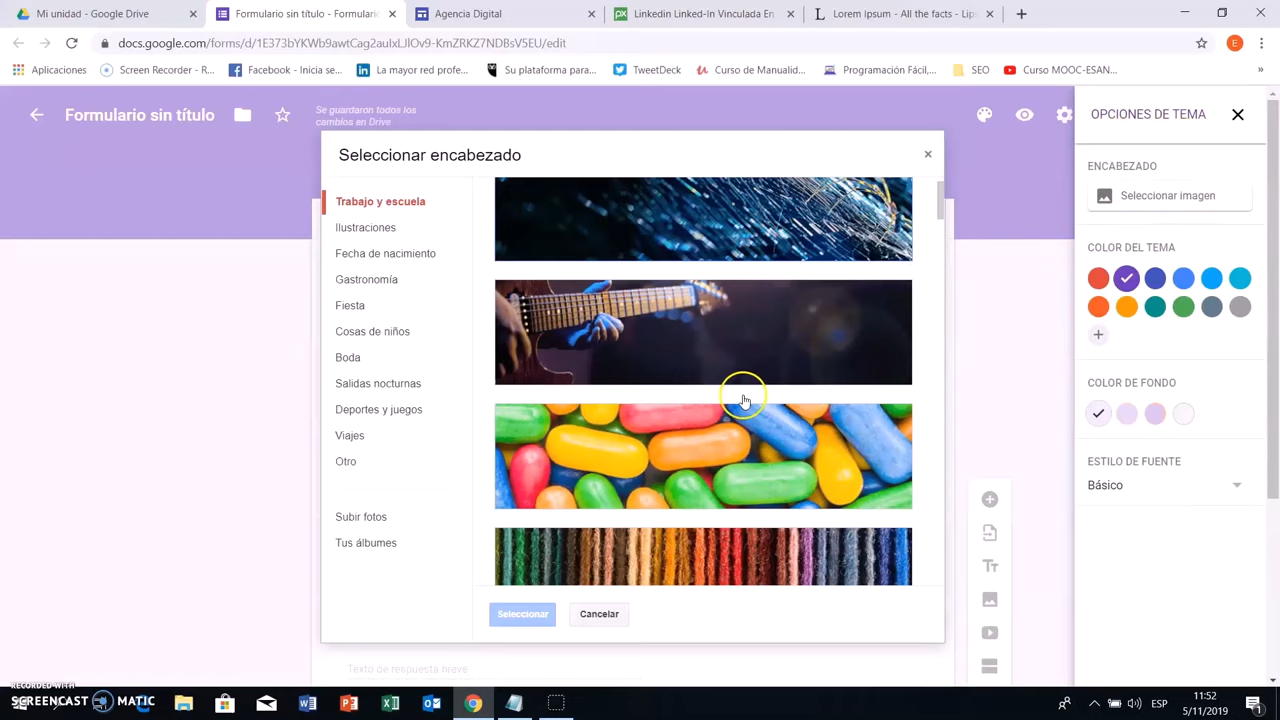 Mi unidad - Google Drive
Formulario sin título - Formulario
Agencia Digital
Linkedin Linked-In Vinculada En
Lorem Ipsum - All the facts - Lips
docs.google.com/forms/d/1E373bYKWb9awtCag2auIxLJlOv9-KmZRKZ7NDBsV5EU/edit
E
Aplicaciones
Screen Recorder - R...
Facebook - Inicia se...
La mayor red profe...
Su plataforma para...
TweetDeck
Curso de Manualid...
Programación Fácil,...
SEO
Curso MOOC-ESAN...
»
Formulario sin título
Se guardaron todos los
cambios en Drive
OPCIONES DE TEMA
Seleccionar encabezado
Trabajo y escuela
Ilustraciones
Fecha de nacimiento
Gastronomía
Fiesta
Cosas de niños
Boda
Salidas nocturnas
Deportes y juegos
Viajes
Otro
Subir fotos
Tus álbumes
Seleccionar
Cancelar
ENCABEZADO
Seleccionar imagen
COLOR DEL TEMA
COLOR DE FONDO
ESTILO DE FUENTE
Básico
Tт
Texto de respuesta breve
RECORDED WITH
SCREENCAST MATIC
ESP
11:52
5/11/2019